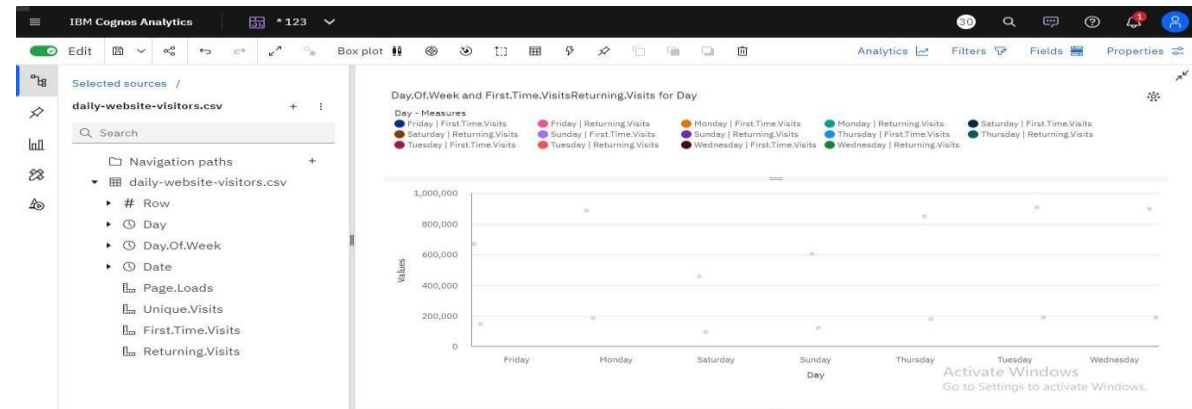 IBM Cognos Analytics
*123
30
1
Edit
Box plot
Analytics
Filters
Fields
Properties
Selected sources /
daily-website-visitors.csv
Search
Navigation paths
daily-website-visitors.csv
# Row
Day
Day.Of.Week
Date
Page.Loads
Unique.Visits
First.Time.Visits
Returning.Visits
Day.Of.Week and First.Time.VisitsReturning.Visits for Day
Day - Measures
Friday | First.Time.Visits Friday | Returning.Visits Monday | First.Time.Visits Monday | Returning.Visits Saturday | First.Time.Visits
Saturday | Returning.Visits Sunday | First.Time.Visits Sunday | Returning.Visits Thursday | First.Time.Visits Thursday | Returning.Visits
Tuesday | First.Time.Visits Tuesday | Returning.Visits Wednesday | First.Time.Visits Wednesday | Returning.Visits
Values
1,000,000
800,000
600,000
400,000
200,000
0
Friday Monday Saturday Sunday Thursday Tuesday Wednesday
Day
Activate Windows
Go to Settings to activate Windows.